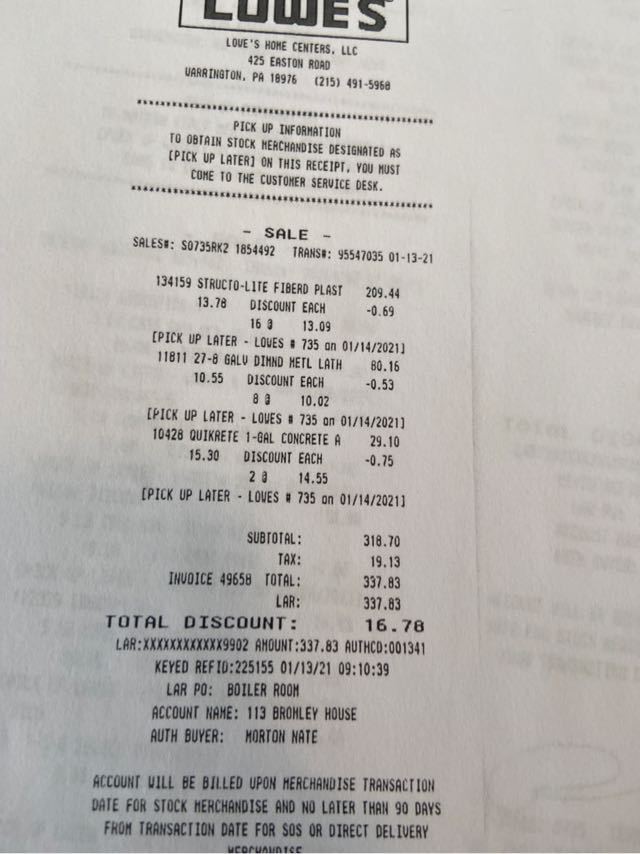 LOWE'S
LOWE'S HOME CENTERS, LLC
425 EASTON ROAD
WARRINGTON, PA 18976 (215) 491-5968
****************************************************
PICK UP INFORMATION
TO OBTAIN STOCK MERCHANDISE DESIGNATED AS
[PICK UP LATER] ON THIS RECEIPT, YOU MUST
COME TO THE CUSTOMER SERVICE DESK.
****************************************************
- SALE -
SALES#: S0735RK2 1854492 TRANS#: 95547035 01-13-21
134159 STRUCTO-LITE FIBERD PLAST 209.44
13.78 DISCOUNT EACH -0.69
16 @ 13.09
[PICK UP LATER - LOWES # 735 on 01/14/2021]
11811 27-8 GALV DIMND METL LATH 80.16
10.55 DISCOUNT EACH -0.53
8 @ 10.02
[PICK UP LATER - LOWES # 735 on 01/14/2021]
10428 QUIKRETE 1-GAL CONCRETE A 29.10
15.30 DISCOUNT EACH -0.75
2 @ 14.55
[PICK UP LATER - LOWES # 735 on 01/14/2021]
SUBTOTAL: 318.70
TAX: 19.13
INVOICE 49658 TOTAL: 337.83
LAR: 337.83
TOTAL DISCOUNT: 16.78
LAR:XXXXXXXXXXXX9902 AMOUNT:337.83 AUTHCD:001341
KEYED REFID:225155 01/13/21 09:10:39
LAR PO: BOILER ROOM
ACCOUNT NAME: 113 BROMLEY HOUSE
AUTH BUYER: MORTON NATE
ACCOUNT WILL BE BILLED UPON MERCHANDISE TRANSACTION
DATE FOR STOCK MERCHANDISE AND NO LATER THAN 90 DAYS
FROM TRANSACTION DATE FOR SOS OR DIRECT DELIVERY
MERCHANDISE